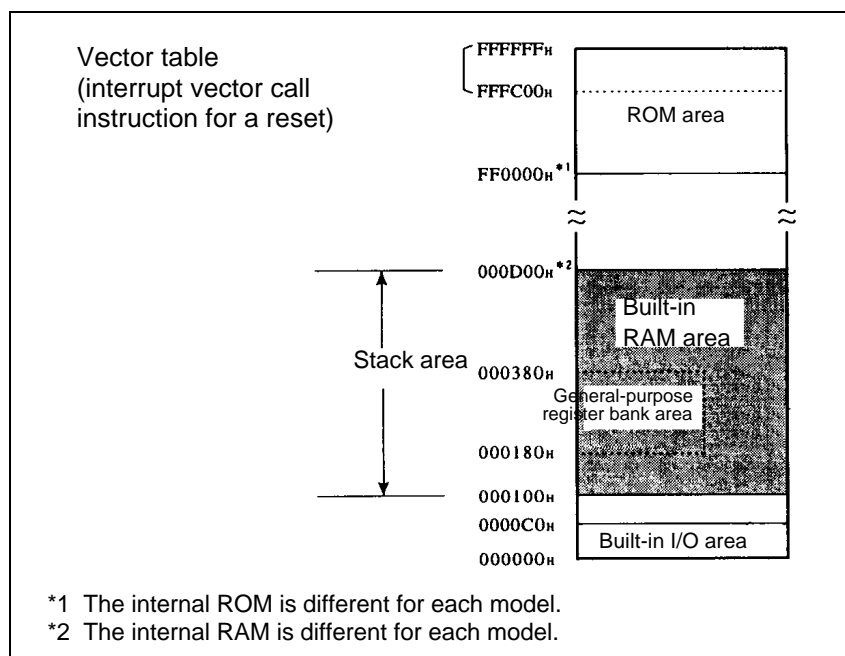 Vector table
(interrupt vector call
instruction for a reset)
FFFFFFH
FFFC00H
ROM area
FF0000H*1
000D00H*2
Built-in
RAM area
Stack area
000380H
General-purpose
register bank area
000180H
000100H
0000C0H
Built-in I/O area
000000H
*1 The internal ROM is different for each model.
*2 The internal RAM is different for each model.